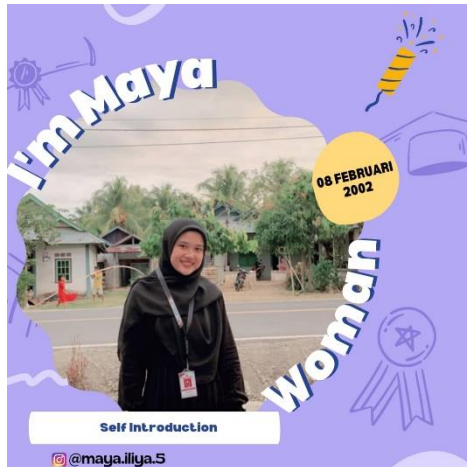 I'm Maya
08 FEBRUARI
2002
Woman
Self Introduction
@maya.iliya.5